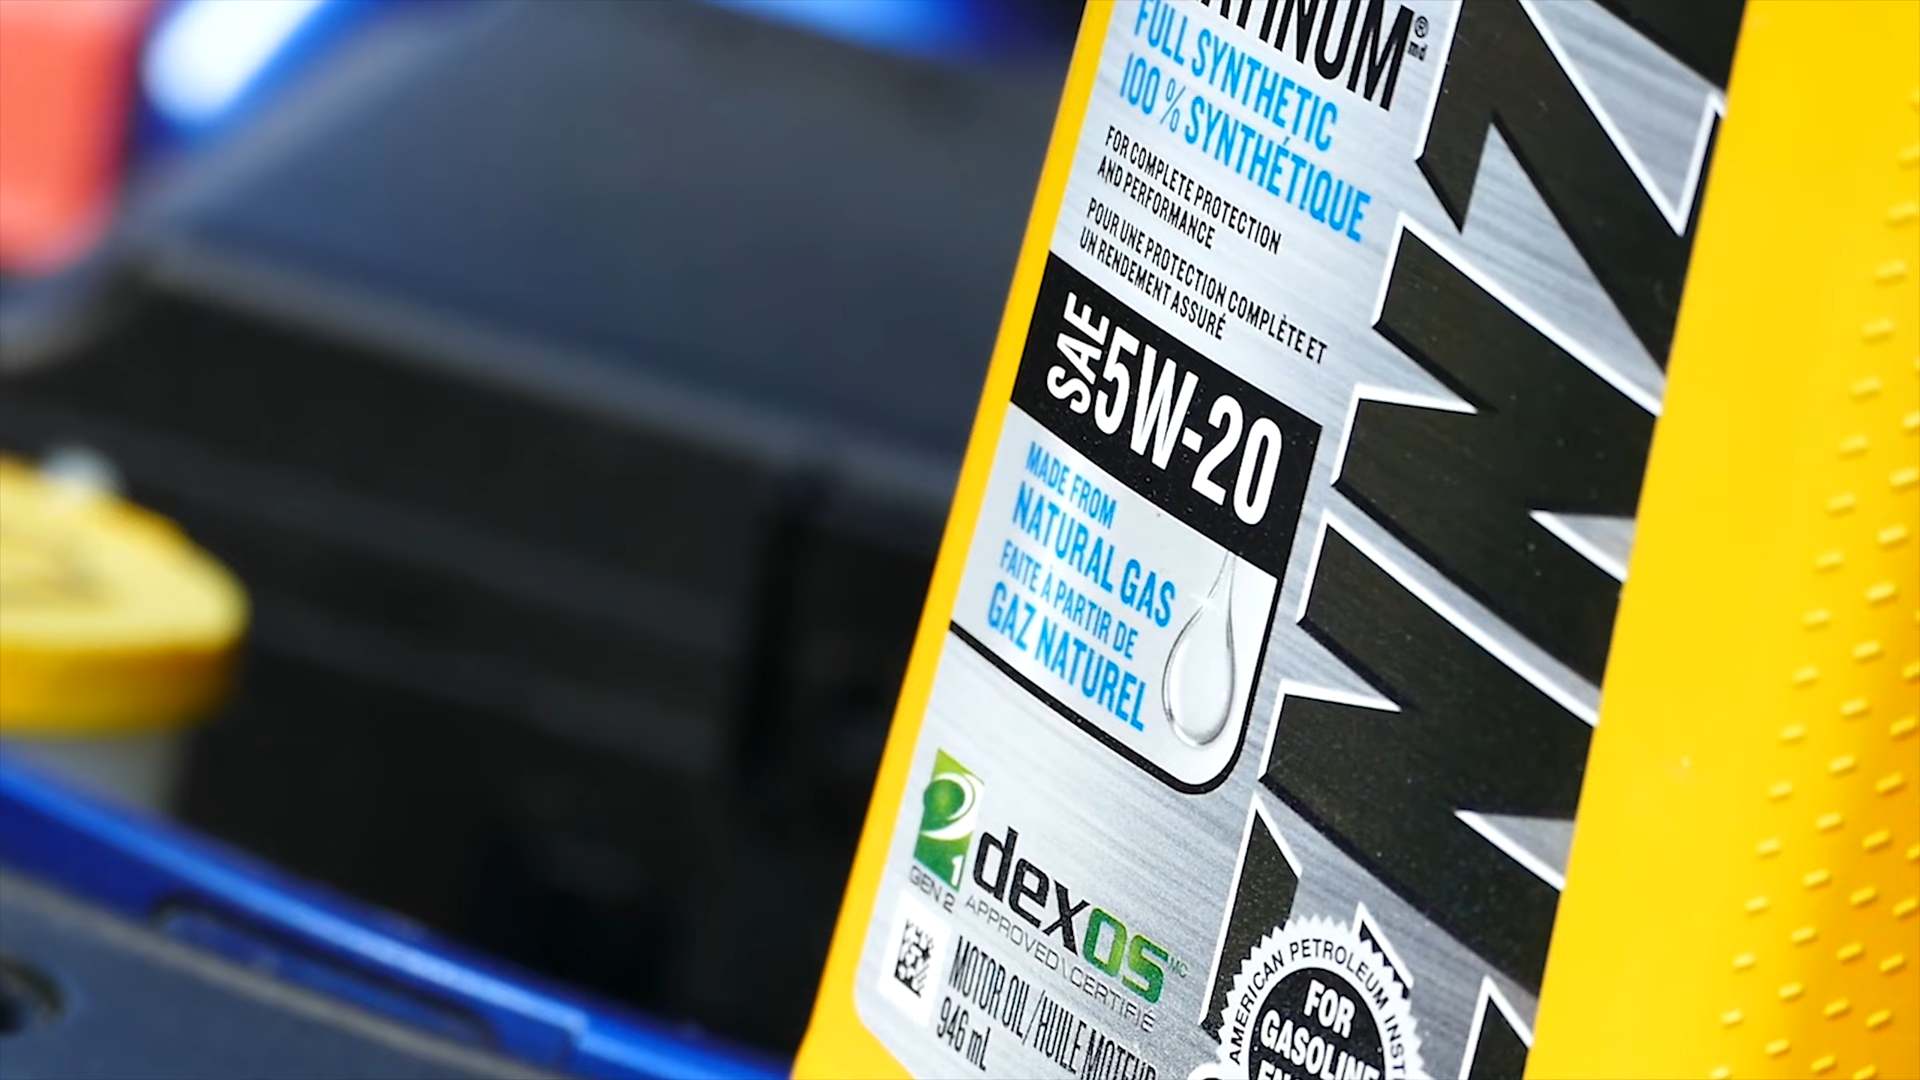 FULL SYNTHETIC
100 % SYNTHÉTIQUE
FOR COMPLETE PROTECTION
AND PERFORMANCE
POUR UNE PROTECTION COMPLÈTE ET
UN RENDEMENT ASSURÉ
SAE 5W-20
MADE FROM
NATURAL GAS
FAITE À PARTIR DE
GAZ NATUREL
1
GEN 2
dexOS MC
APPROVED\CERTIFIÉ
MOTOR OIL/HUILE
946 mL
AMERICAN PETROLEUM
FOR
GASOLINE